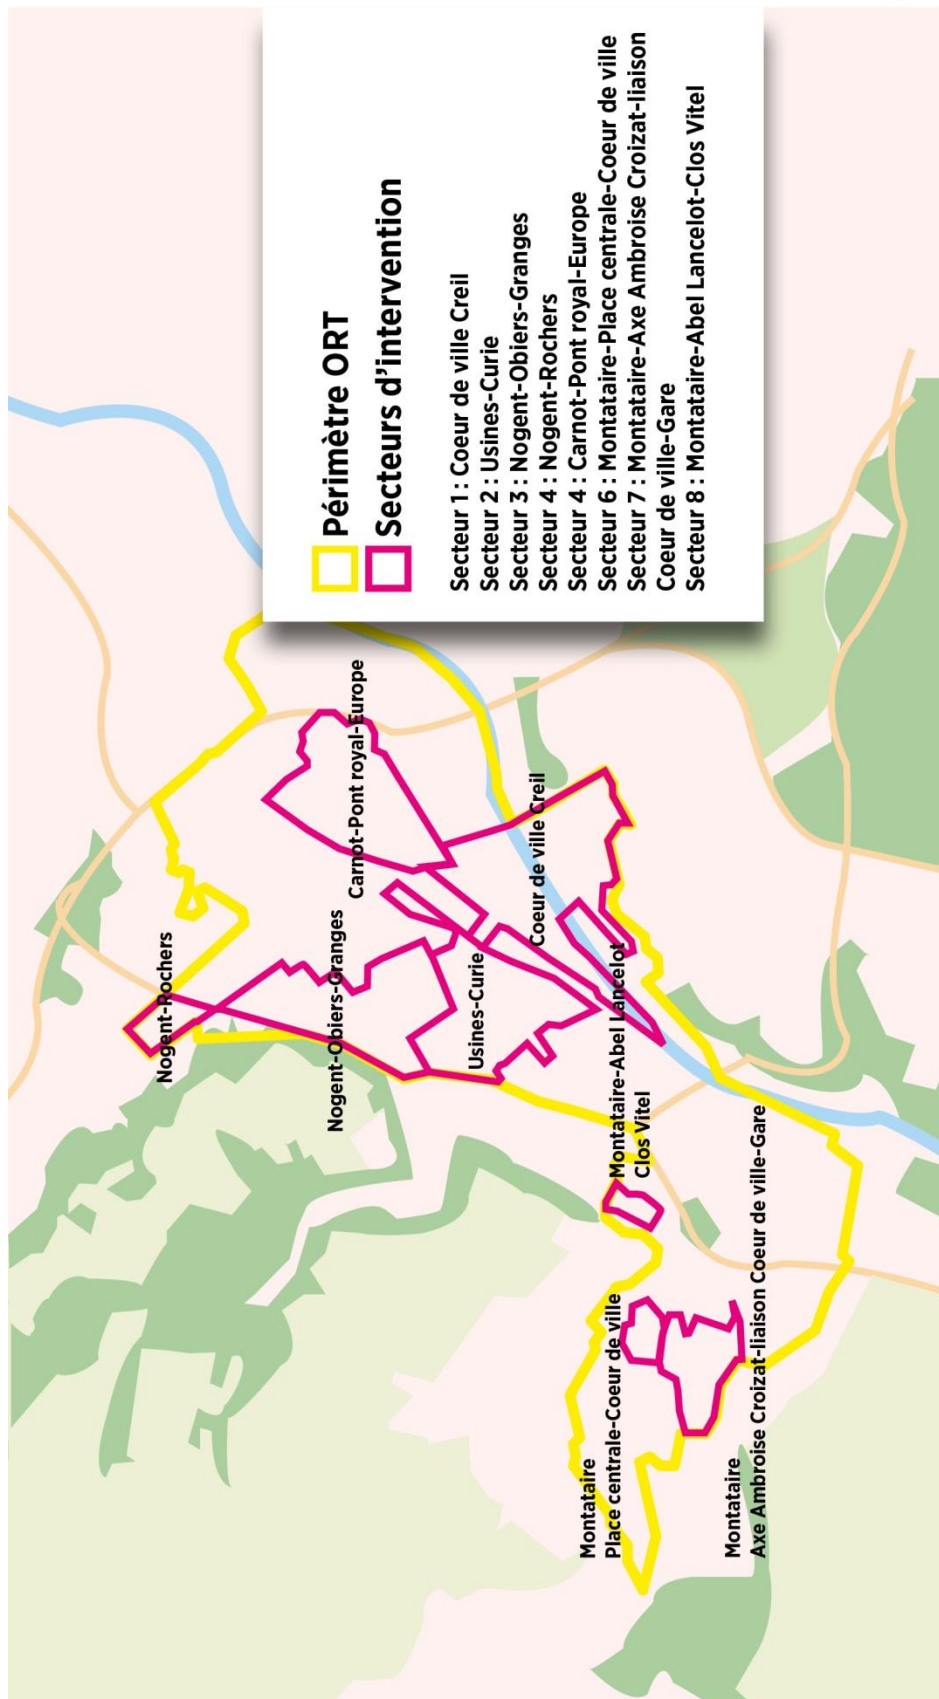 Périmètre ORT
Secteurs d'intervention
Secteur 1 : Coeur de ville Creil
Secteur 2 : Usines-Curie
Secteur 3 : Nogent-Obiers-Granges
Secteur 4 : Nogent-Rochers
Secteur 4 : Carnot-Pont royal-Europe
Secteur 6 : Montataire-Place centrale-Coeur de ville
Secteur 7 : Montataire-Axe Ambroise Croizat-liaison
Coeur de ville-Gare
Secteur 8 : Montataire-Abel Lancelot-Clos Vitel
Nogent-Rochers
Nogent-Obiers-Granges
Carnot-Pont royal-Europe
Usines-Curie
Coeur de ville Creil
Montataire-Abel Lancelot
Clos Vitel
Montataire
Place centrale-Coeur de ville
Montataire
Axe Ambroise Croizat-liaison Coeur de ville-Gare